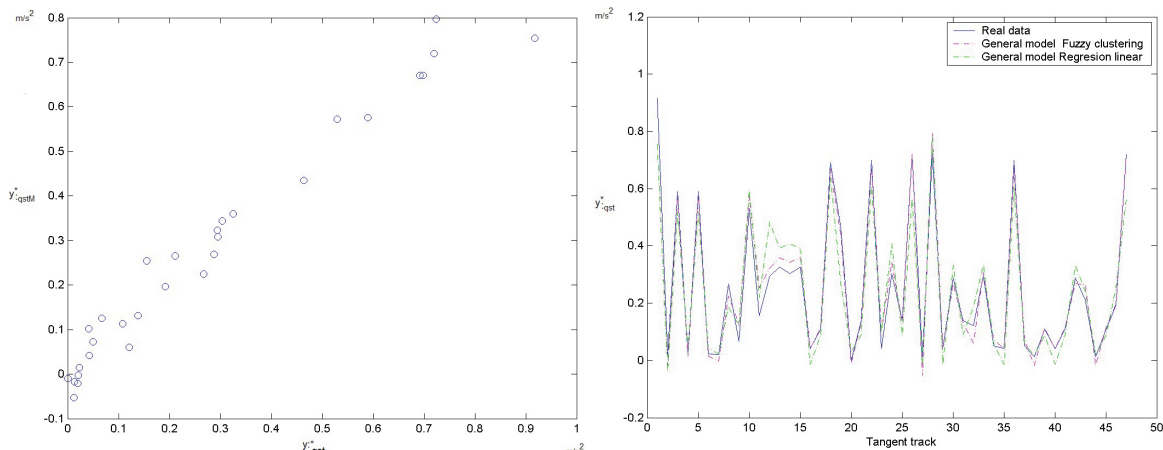 m/s2
0.8
0.7
0.6
0.5
0.4
y:*qstM
0.3
0.2
0.1
0
-0.1
0 0.1 0.2 0.3 0.4 0.5 0.6 0.7 0.8 0.9 1
y:*qst
m/s2
1.2
1
0.8
0.6
y:*qst
0.4
0.2
0
-0.2
0 5 10 15 20 25 30 35 40 45 50
Tangent track
Real data
General model Fuzzy clustering
General model Regresion linear